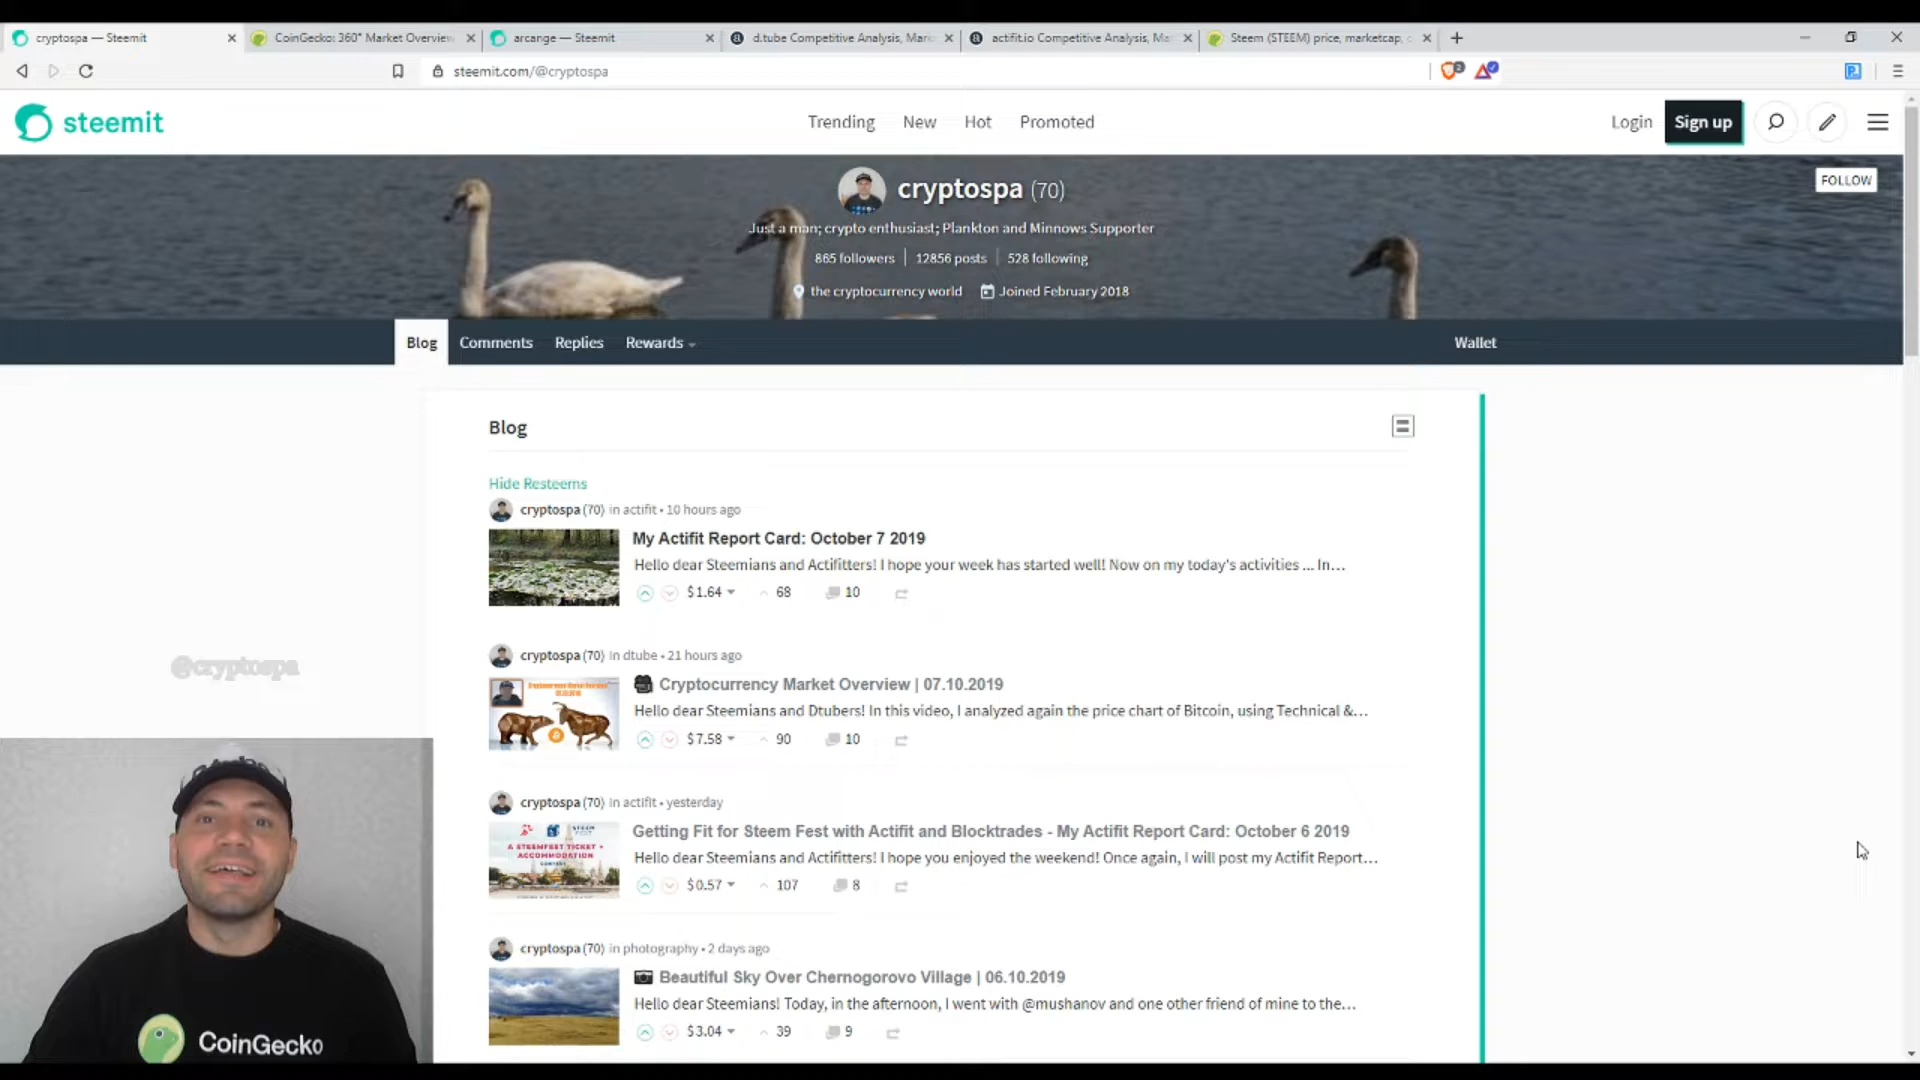 cryptospa — Steemit
CoinGecko: 360° Market Overview
arcange — Steemit
d.tube Competitive Analysis, Mark
actifit.io Competitive Analysis, Ma
Steem (STEEM) price, marketcap,
steemit.com/@cryptospa
steemit
Trending New Hot Promoted
Login Sign up
cryptospa (70)
FOLLOW
Just a man; crypto enthusiast; Plankton and Minnows Supporter
865 followers 12856 posts 528 following
the cryptocurrency world Joined February 2018
Blog Comments Replies Rewards Wallet
Blog
Hide Resteems
cryptospa (70) in actifit • 10 hours ago
My Actifit Report Card: October 7 2019
Hello dear Steemians and Actifitters! I hope your week has started well! Now on my today's activities ... In…
$1.64 68 10
cryptospa (70) in dtube • 21 hours ago
Cryptocurrency Market Overview | 07.10.2019
Hello dear Steemians and Dtubers! In this video, I analyzed again the price chart of Bitcoin, using Technical &…
$7.58 90 10
cryptospa (70) in actifit • yesterday
Getting Fit for Steem Fest with Actifit and Blocktrades - My Actifit Report Card: October 6 2019
A STEEMFEST TICKET +
ACCOMMODATION
Hello dear Steemians and Actifitters! I hope you enjoyed the weekend! Once again, I will post my Actifit Report…
$0.57 107 8
cryptospa (70) in photography • 2 days ago
Beautiful Sky Over Chernogorovo Village | 06.10.2019
Hello dear Steemians! Today, in the afternoon, I went with @mushanov and one other friend of mine to the…
$3.04 39 9
@cryptospa
CoinGecko